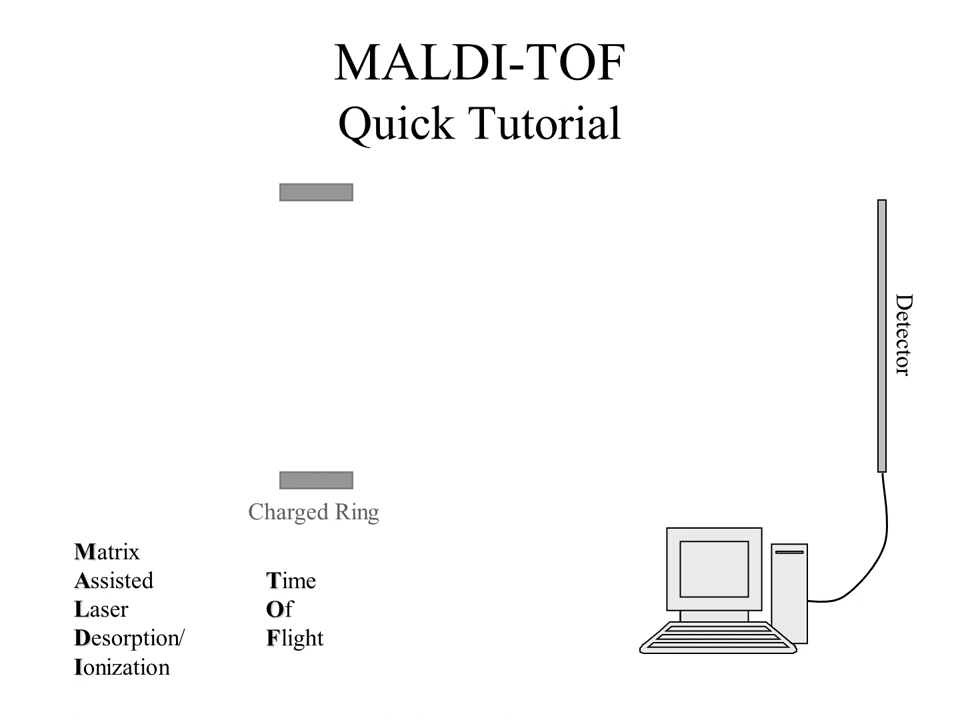 MALDI-TOF
Quick Tutorial
Detector
Charged Ring
Matrix
Assisted
Laser
Desorption/
Ionization
Time
Of
Flight